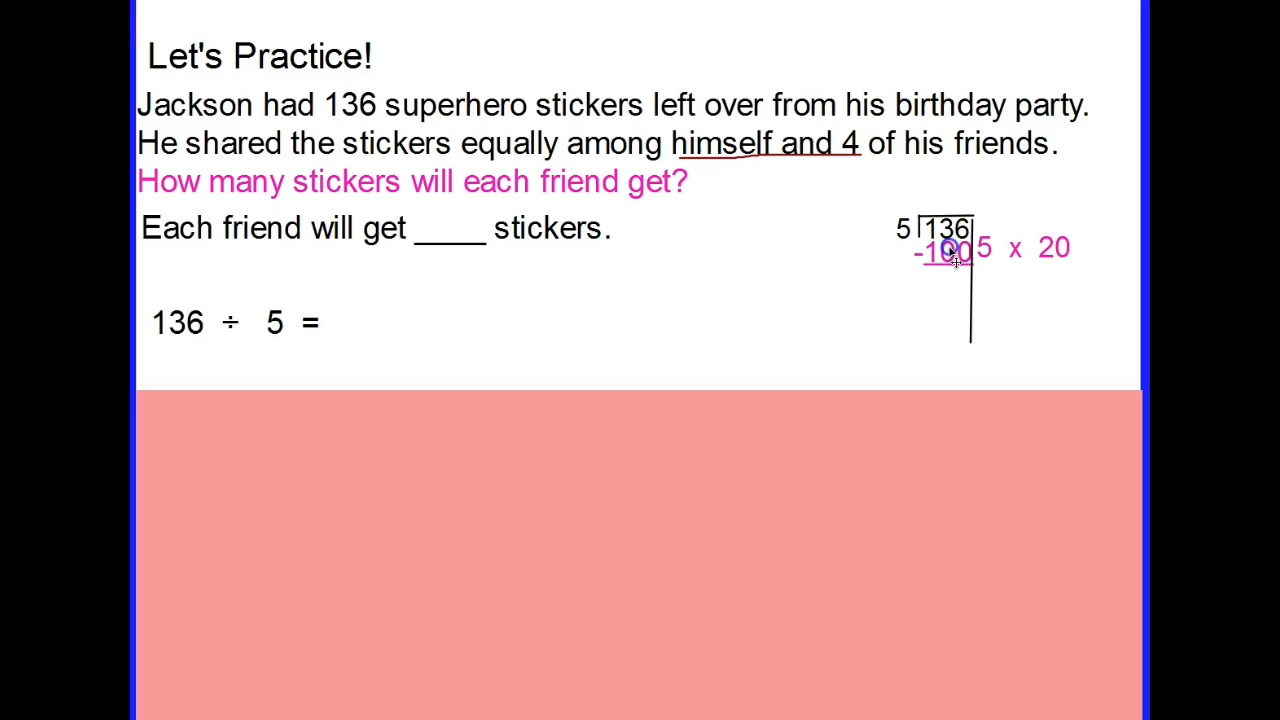 Let's Practice!
Jackson had 136 superhero stickers left over from his birthday party.
He shared the stickers equally among himself and 4 of his friends.
How many stickers will each friend get?
Each friend will get ____ stickers.
5 136
-100 5 x 20
136 ÷ 5 =